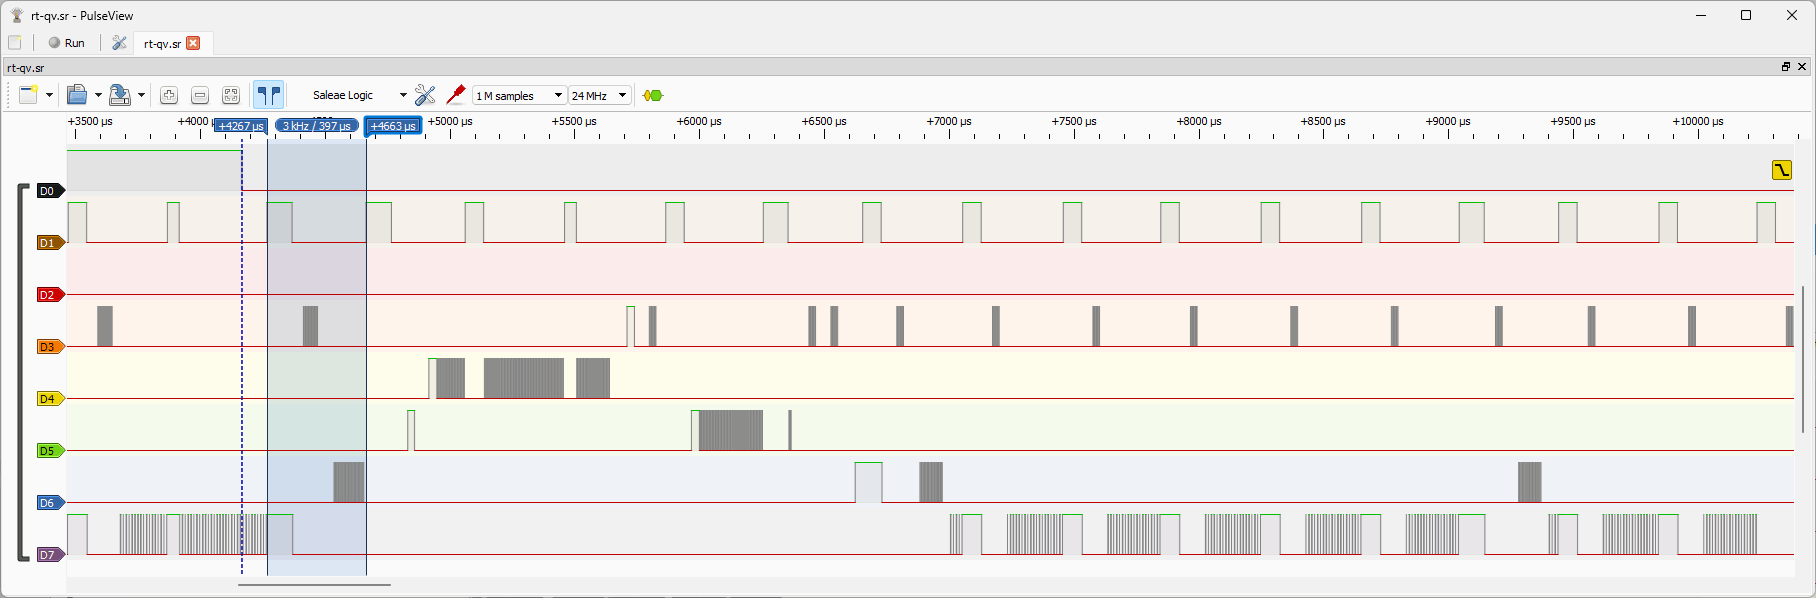 rt-qv.sr - PulseView
Run
rt-qv.sr
rt-qv.sr
Saleae Logic
1 M samples
24 MHz
+3500 µs +4000 +5000 µs +5500 µs +6000 µs +6500 µs +7000 µs +7500 µs +8000 µs +8500 µs +9000 µs +9500 µs +10000 µs
+4267 µs 3 kHz / 397 µs +4663 µs
D0
D1
D2
D3
D4
D5
D6
D7